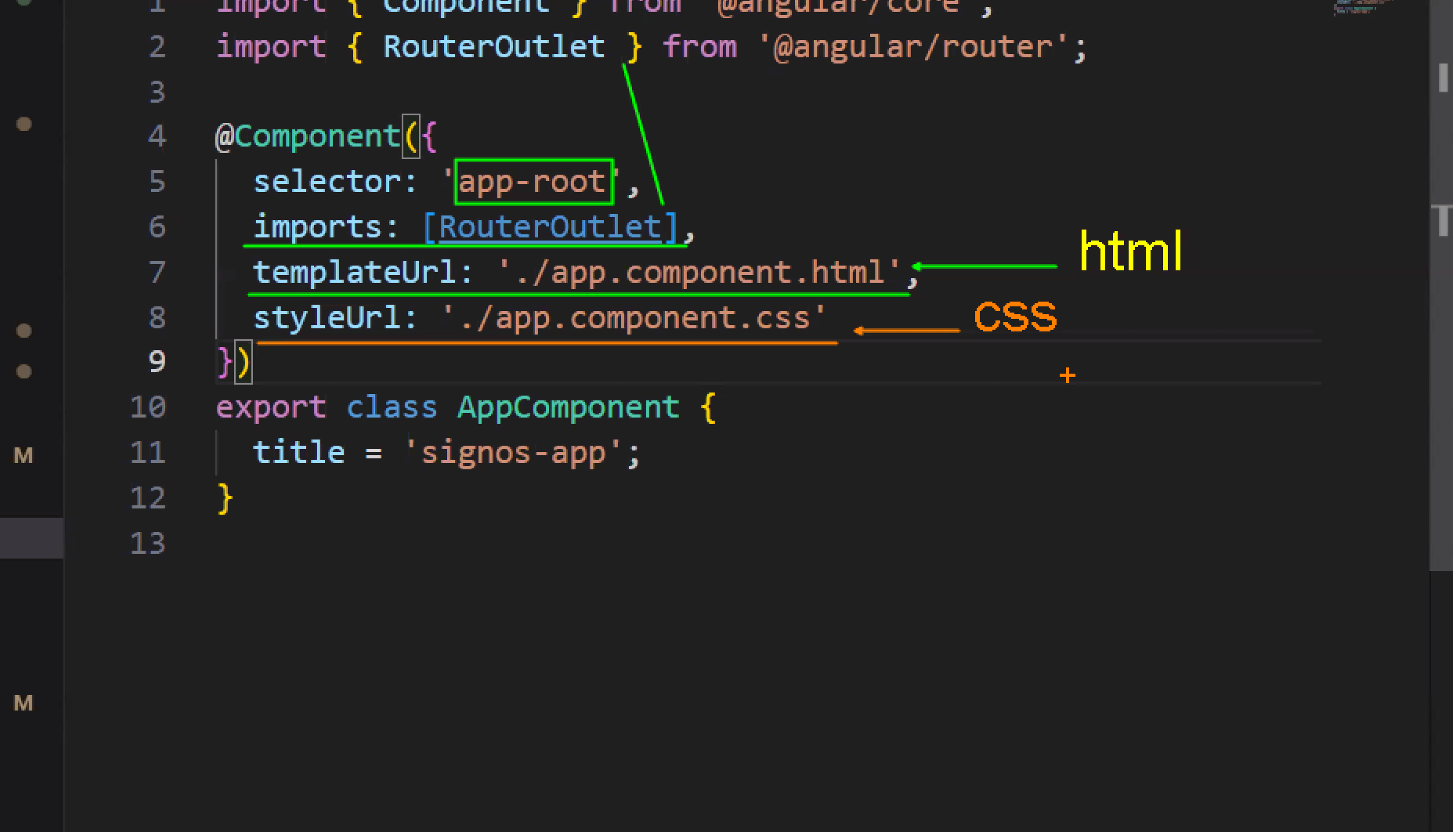 1 import { Component } from '@angular/core';
2 import { RouterOutlet } from '@angular/router';
3
4 @Component({
5 selector: 'app-root',
6 imports: [RouterOutlet],
7 templateUrl: './app.component.html', html
8 styleUrl: './app.component.css' css
9 })
10 export class AppComponent {
M 11 title = 'signos-app';
12 }
13
M